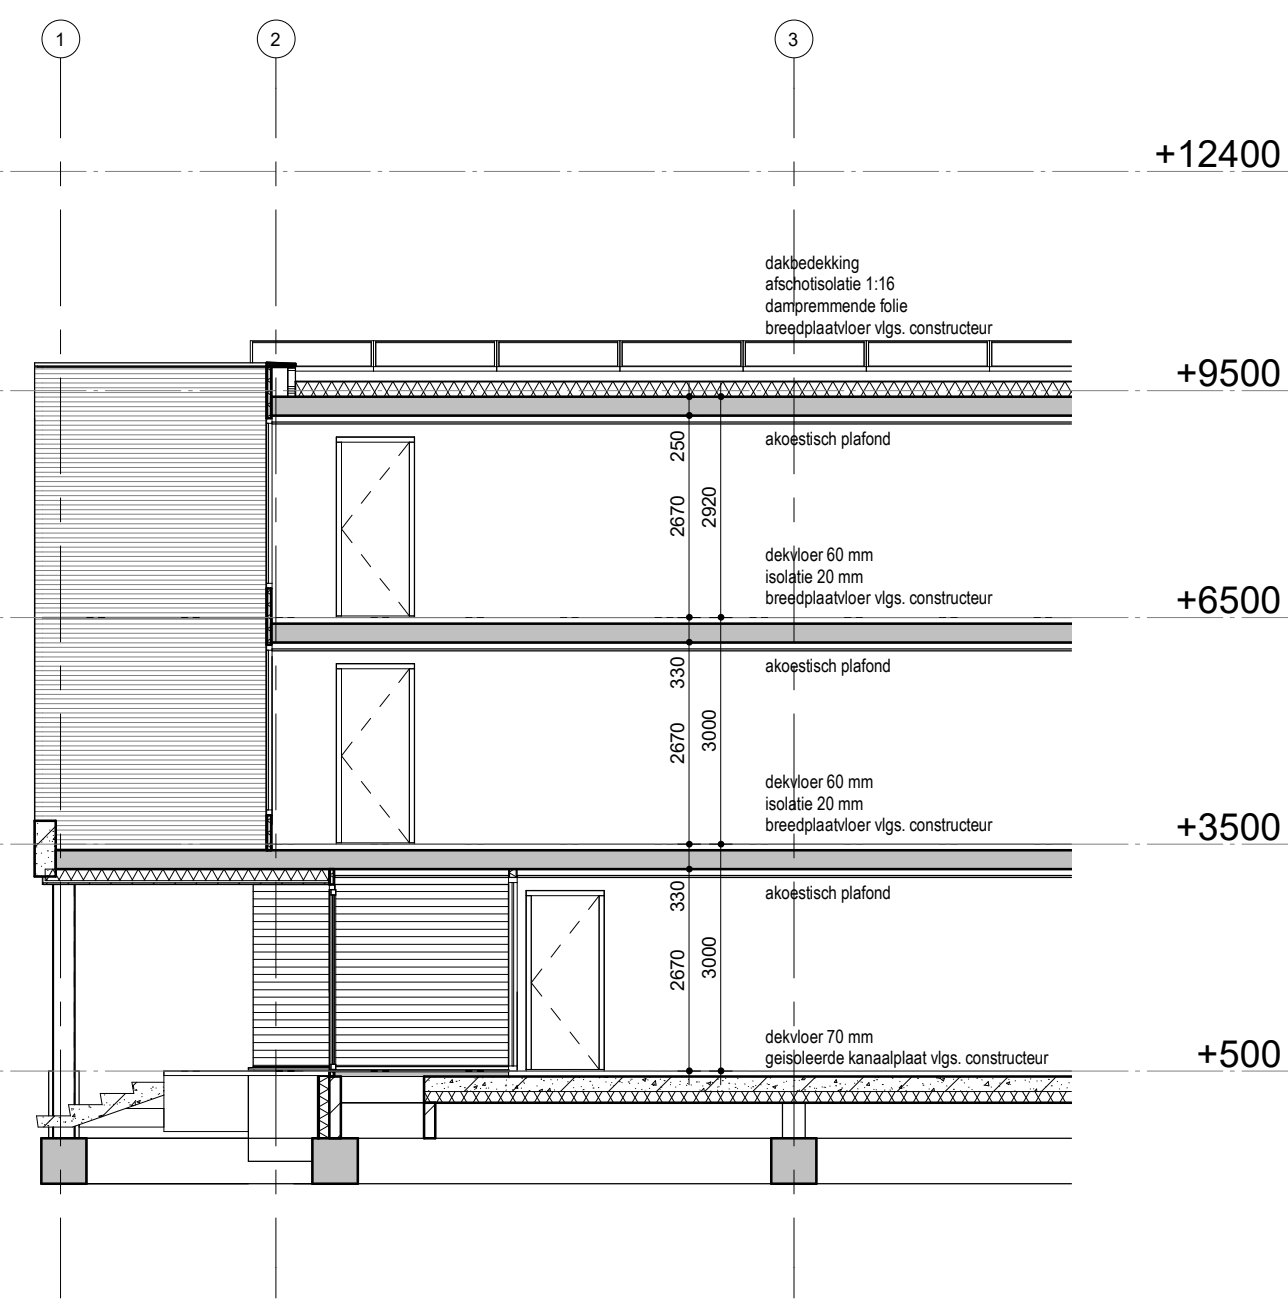 1
2
3
+12400
dakbedekking
afschotisolatie 1:16
dampremmende folie
breedplaatvloer vlgs. constructeur
+9500
akoestisch plafond
250
2670
2920
dekvloer 60 mm
isolatie 20 mm
breedplaatvloer vlgs. constructeur
+6500
akoestisch plafond
330
2670
3000
dekvloer 60 mm
isolatie 20 mm
breedplaatvloer vlgs. constructeur
+3500
akoestisch plafond
330
2670
3000
dekvloer 70 mm
geisoleerde kanaalplaat vlgs. constructeur
+500